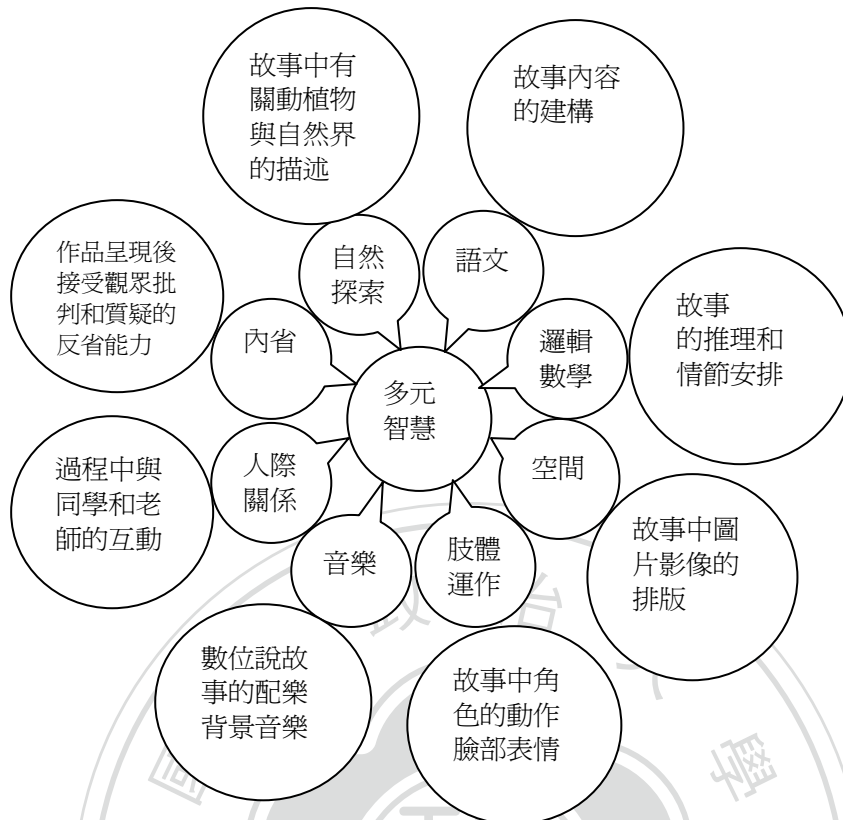 故事中有
關動植物
與自然界
的描述
故事內容
的建構
作品呈現後
接受觀眾批
判和質疑的
反省能力
自然
探索
語文
內省
邏輯
數學
故事
的推理和
情節安排
多元
智慧
人際
關係
空間
過程中與
同學和老
師的互動
音樂
肢體
運作
故事中圖
片影像的
排版
數位說故
事的配樂
背景音樂
故事中角
色的動作
臉部表情
政
治
大
學